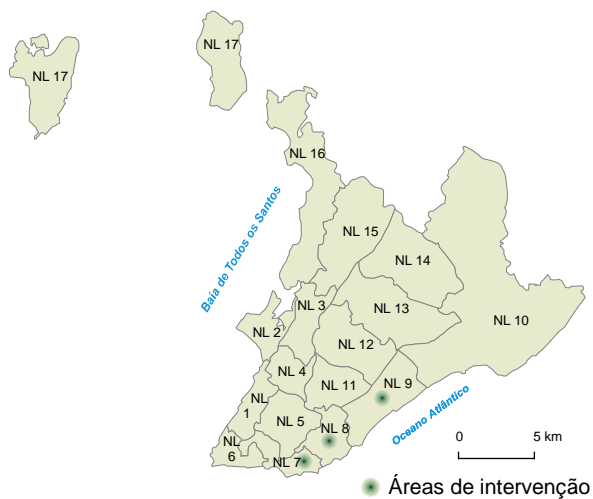 NL 17
NL 17
NL 16
Baía de Todos os Santos
NL 15
NL 14
NL 3
NL 13
NL 10
NL 2
NL 12
NL 4
NL 11
NL 9
NL
1
NL 5
NL 8
Oceano Atlântico
NL
6
NL 7
0 5 km
Áreas de intervenção